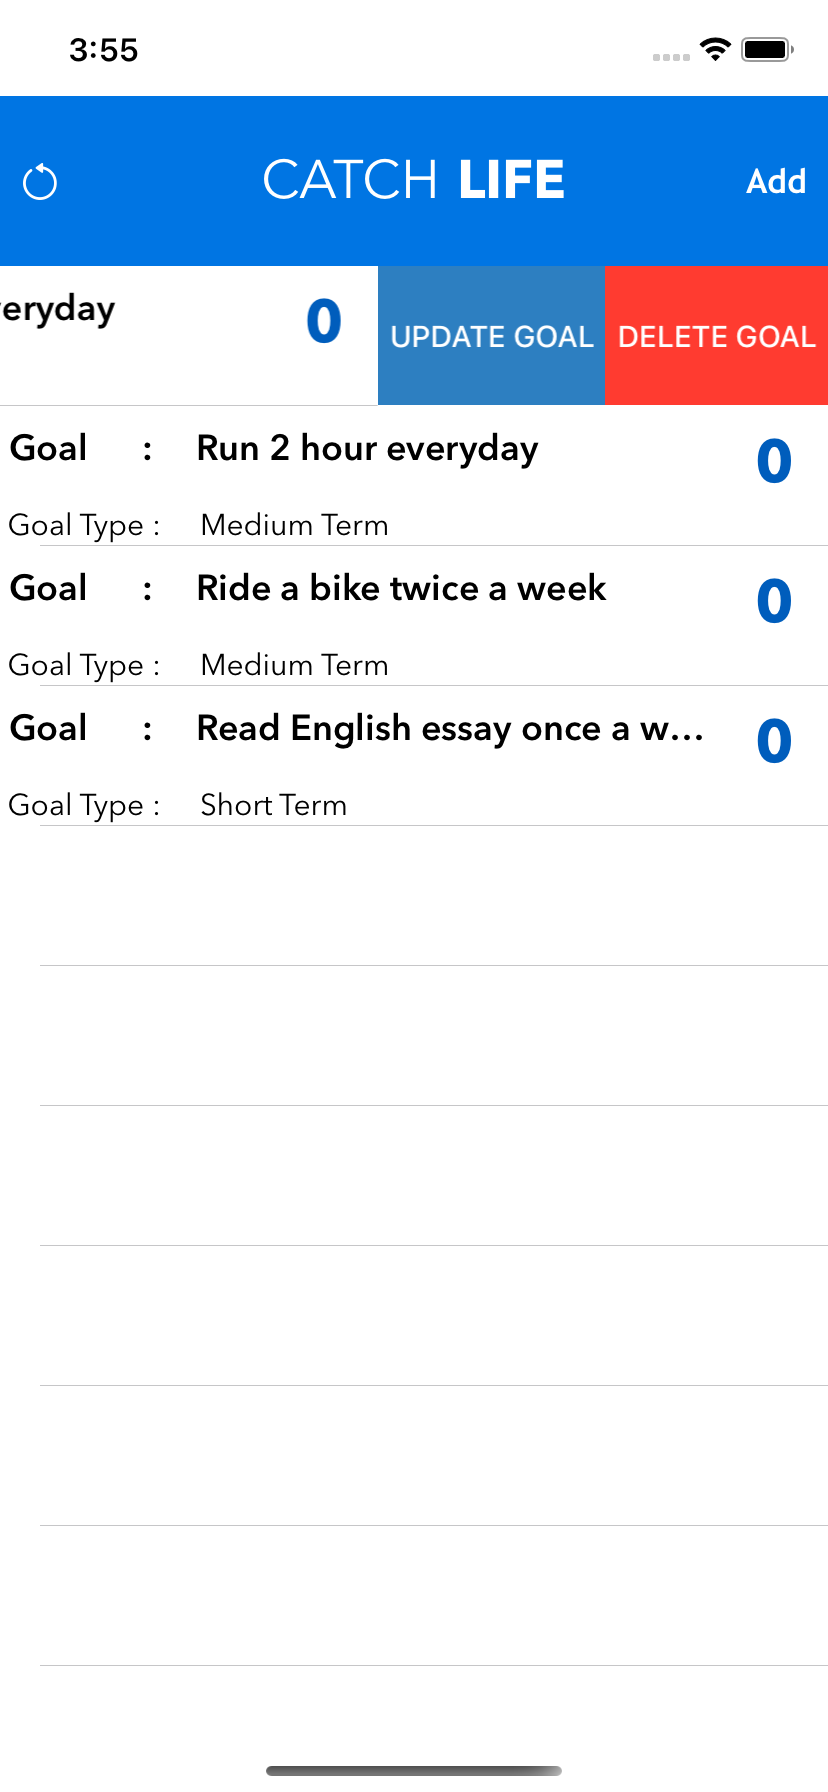 3:55
CATCH LIFE
Add
eryday
0
UPDATE GOAL
DELETE GOAL
Goal : Run 2 hour everyday
0
Goal Type : Medium Term
Goal : Ride a bike twice a week
0
Goal Type : Medium Term
Goal : Read English essay once a w...
0
Goal Type : Short Term